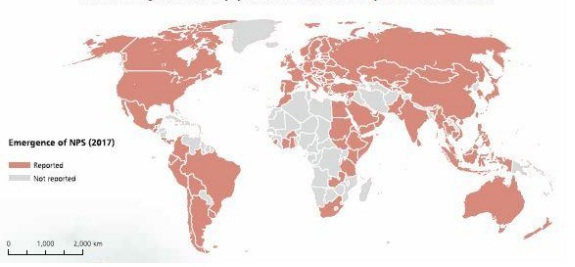 Emergence of NPS (2017)
Reported
Not reported
0 1,000 2,000 km